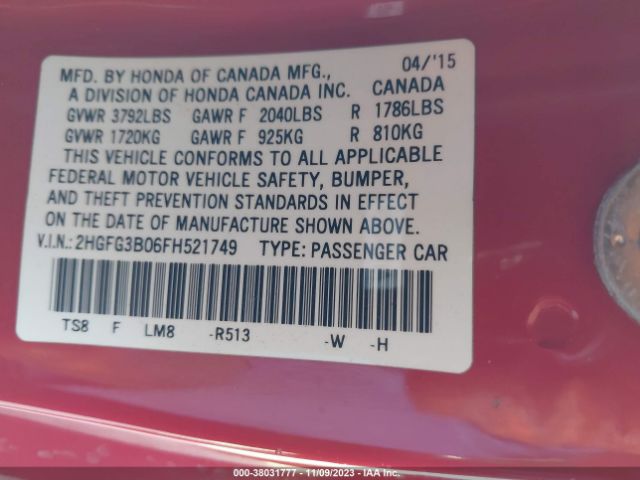 04/'15
MFD. BY HONDA OF CANADA MFG.,
A DIVISION OF HONDA CANADA INC. CANADA
GVWR 3792LBS GAWR F 2040LBS R 1786LBS
GVWR 1720KG GAWR F 925KG R 810KG
THIS VEHICLE CONFORMS TO ALL APPLICABLE
FEDERAL MOTOR VEHICLE SAFETY, BUMPER,
AND THEFT PREVENTION STANDARDS IN EFFECT
ON THE DATE OF MANUFACTURE SHOWN ABOVE.
V.I.N.: 2HGFG3B06FH521749 TYPE: PASSENGER CAR
TS8 F LM8 -R513 -W -H
000-38031777 - 11/09/2023 - IAA Inc.